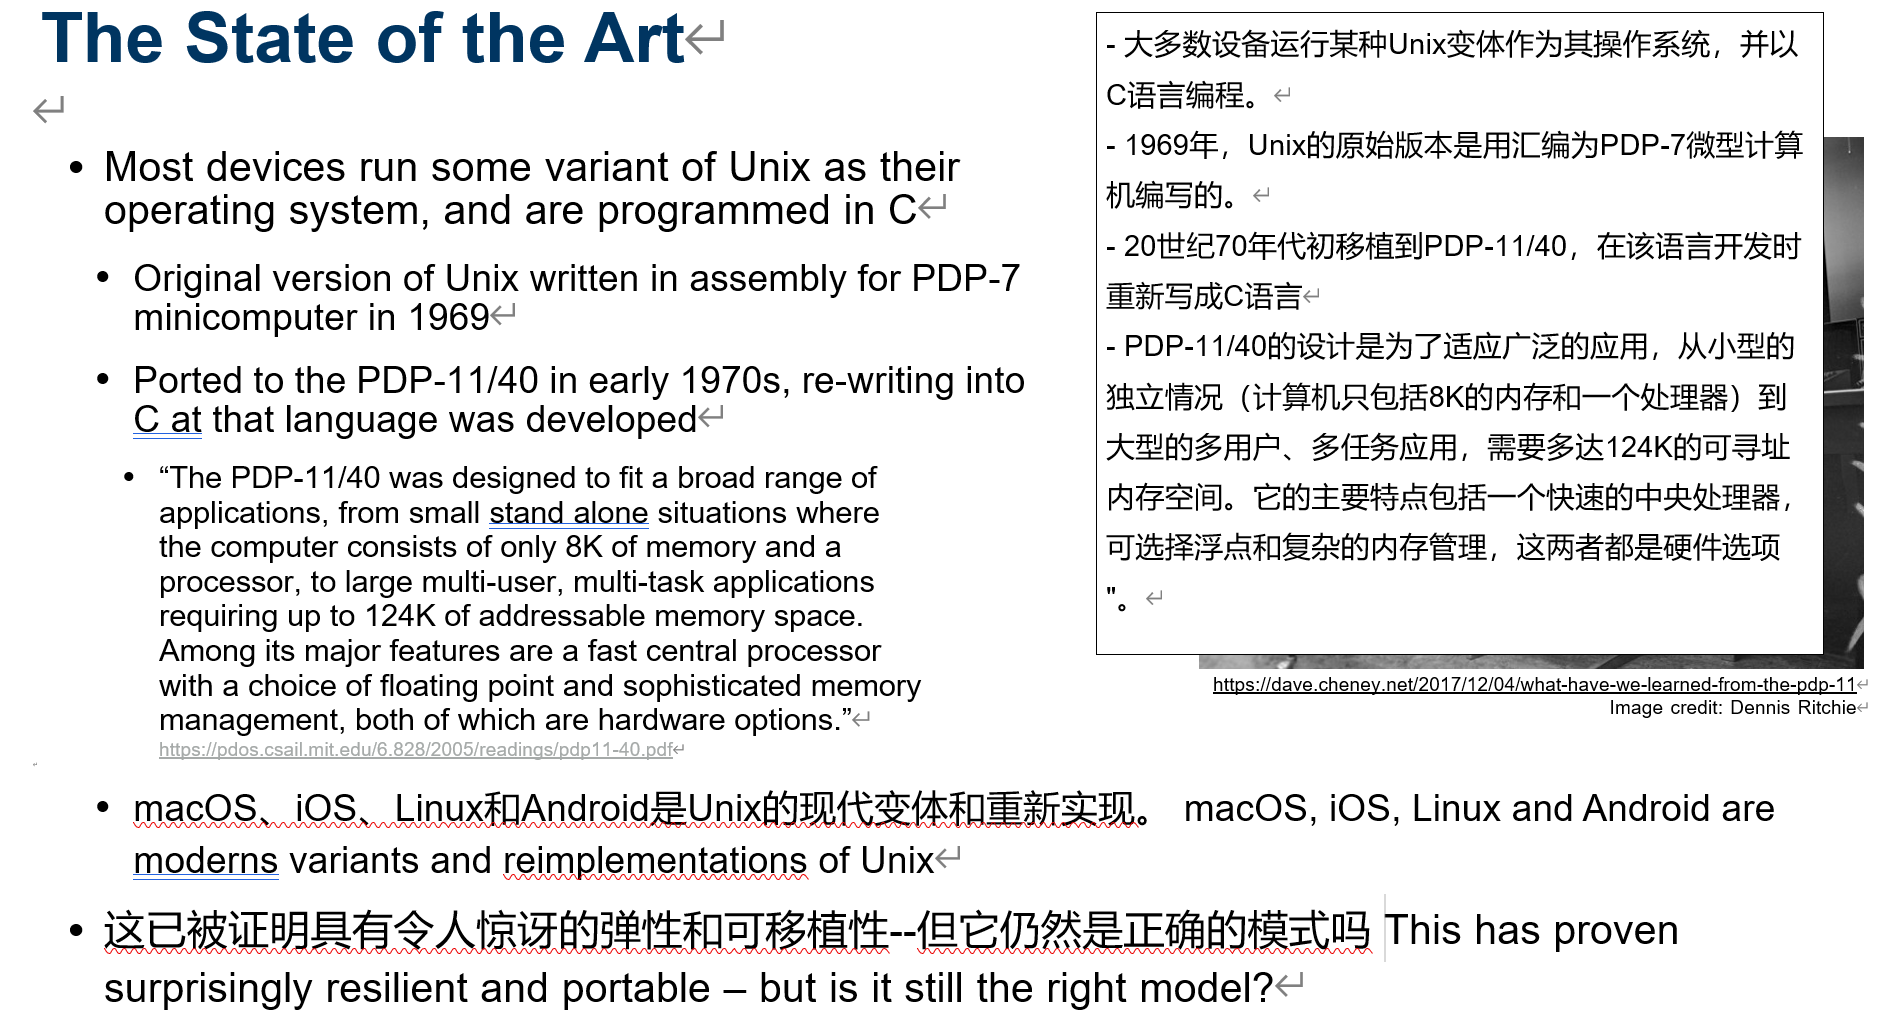 The State of the Art
Most devices run some variant of Unix as their
operating system, and are programmed in C
Original version of Unix written in assembly for PDP-7
minicomputer in 1969
Ported to the PDP-11/40 in early 1970s, re-writing into
C at that language was developed
“The PDP-11/40 was designed to fit a broad range of
applications, from small stand alone situations where
the computer consists of only 8K of memory and a
processor, to large multi-user, multi-task applications
requiring up to 124K of addressable memory space.
Among its major features are a fast central processor
with a choice of floating point and sophisticated memory
management, both of which are hardware options.”
https://pdos.csail.mit.edu/6.828/2005/readings/pdp11-40.pdf
- 大多数设备运行某种Unix变体作为其操作系统，并以
C语言编程。
- 1969年，Unix的原始版本是用汇编为PDP-7微型计算
机编写的。
- 20世纪70年代初移植到PDP-11/40，在该语言开发时
重新写成C语言
- PDP-11/40的设计是为了适应广泛的应用，从小型的
独立情况（计算机只包括8K的内存和一个处理器）到
大型的多用户、多任务应用，需要多达124K的可寻址
内存空间。它的主要特点包括一个快速的中央处理器，
可选择浮点和复杂的内存管理，这两者都是硬件选项
"。
https://dave.cheney.net/2017/12/04/what-have-we-learned-from-the-pdp-11
Image credit: Dennis Ritchie
macOS、iOS、Linux和Android是Unix的现代变体和重新实现。 macOS, iOS, Linux and Android are
moderns variants and reimplementations of Unix
这已被证明具有令人惊讶的弹性和可移植性--但它仍然是正确的模式吗 This has proven
surprisingly resilient and portable – but is it still the right model?